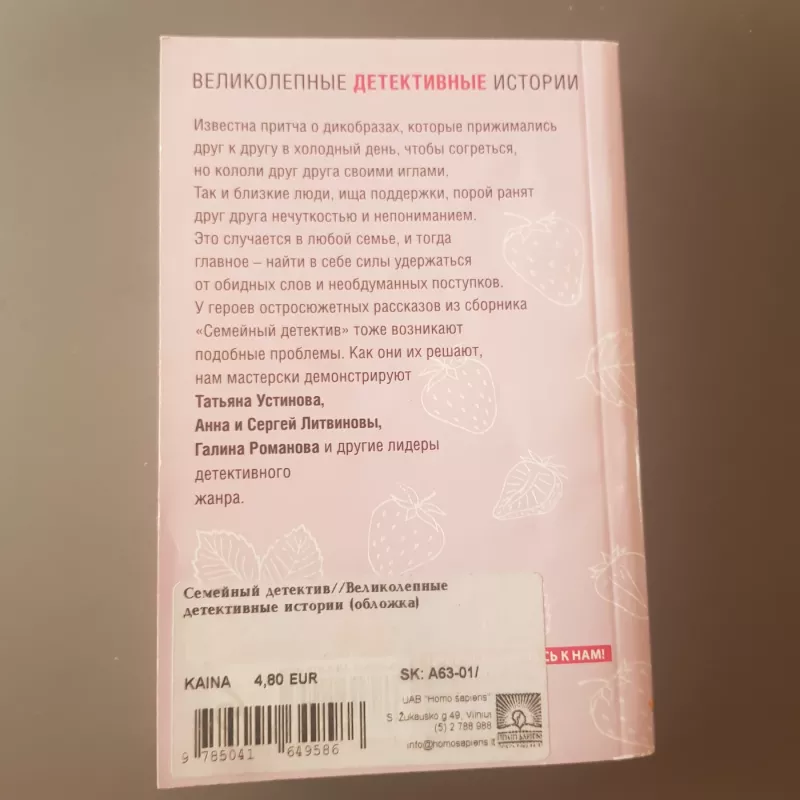 ВЕЛИКОЛЕПНЫЕ ДЕТЕКТИВНЫЕ ИСТОРИИ
Известна притча о дикобразах, которые прижимались
друг к другу в холодный день, чтобы согреться,
но кололи друг друга своими иглами.
Так и близкие люди, ища поддержки, порой ранят
друг друга нечуткостью и непониманием.
Это случается в любой семье, и тогда
главное – найти в себе силы удержаться
от обидных слов и необдуманных поступков.
У героев остросюжетных рассказов из сборника
«Семейный детектив» тоже возникают
подобные проблемы. Как они их решают,
нам мастерски демонстрируют
Татьяна Устинова,
Анна и Сергей Литвиновы,
Галина Романова и другие лидеры
детективного
жанра.
Семейный детектив//Великолепные
детективные истории (обложка)
СЬ К НАМ!
KAINA 4,80 EUR SK: A63-01/
UAB "Homo sapiens"
S. Žukausko g.49, Vilnius
(5) 2 788 988
info@homosapiens.lt
9 785041 649586